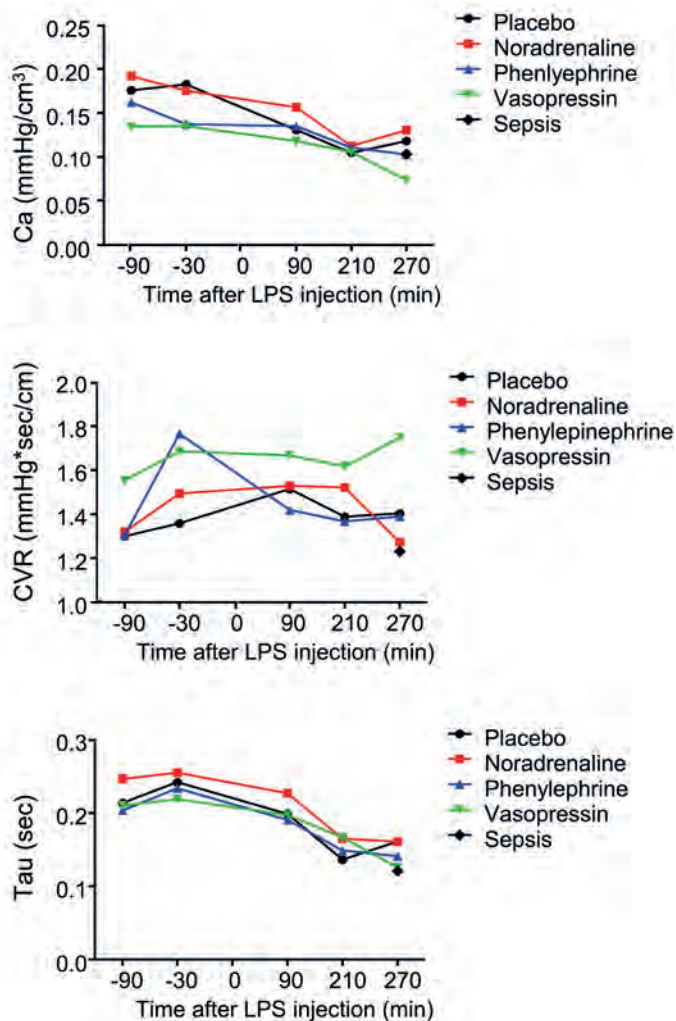 Ca (mmHg/cm³)
0.25
0.20
0.15
0.10
0.05
0.00
-90 -30 0 90 210 270
Time after LPS injection (min)
Placebo
Noradrenaline
Phenlyephrine
Vasopressin
Sepsis
CVR (mmHg*sec/cm)
2.0
1.8
1.6
1.4
1.2
1.0
-90 -30 0 90 210 270
Time after LPS injection (min)
Placebo
Noradrenaline
Phenylepinephrine
Vasopressin
Sepsis
Tau (sec)
0.3
0.2
0.1
0.0
-90 -30 0 90 210 270
Time after LPS injection (min)
Placebo
Noradrenaline
Phenylephrine
Vasopressin
Sepsis